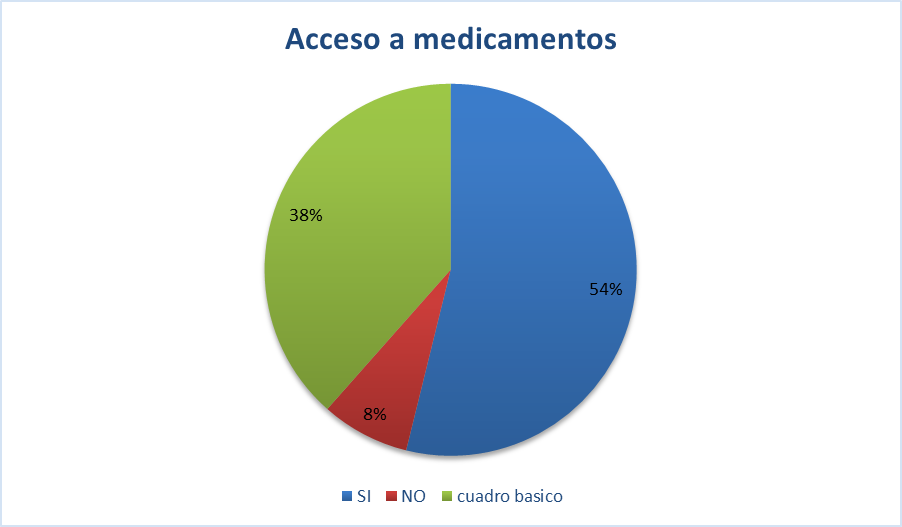 Acceso a medicamentos
38%
54%
8%
SI NO cuadro basico